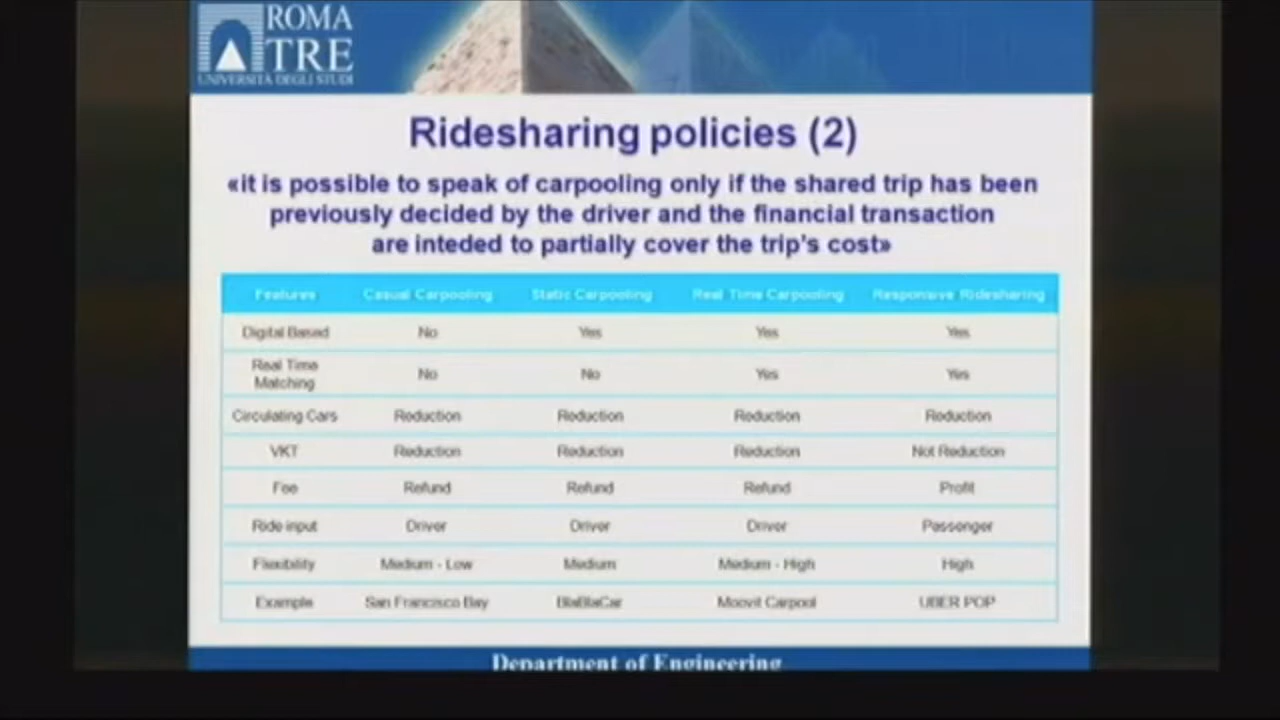 ROMA
TRE
UNIVERSITÀ DEGLI STUDI
Ridesharing policies (2)
«it is possible to speak of carpooling only if the shared trip has been
previously decided by the driver and the financial transaction
are inteded to partially cover the trip's cost»
Features Casual Carpooling Static Carpooling Real Time Carpooling Responsive Ridesharing
Digital Based No Yes Yes Yes
Real Time
Matching No No Yes Yes
Circulating Cars Reduction Reduction Reduction Reduction
VKT Reduction Reduction Reduction Not Reduction
Fee Refund Refund Refund Profit
Ride input Driver Driver Driver Passenger
Flexibility Medium - Low Medium Medium - High High
Example San Francisco Bay BlaBlaCar Moovit Carpool UBER POP
Department of Engineering